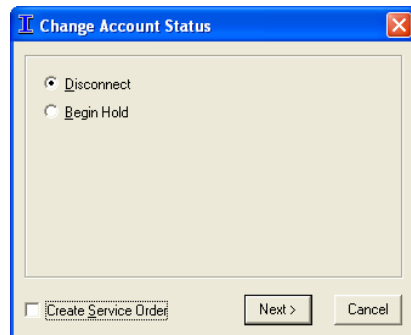 Change Account Status
Disconnect
Begin Hold
Create Service Order
Next >
Cancel